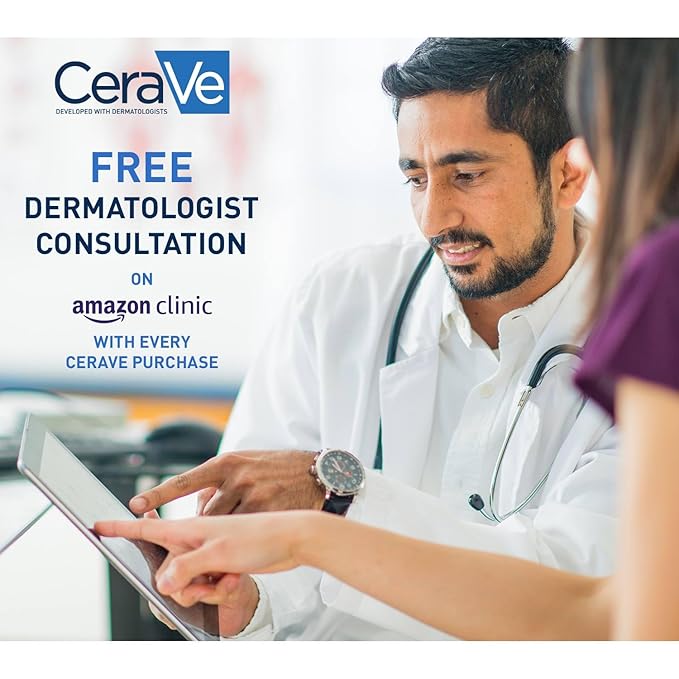 CeraVe
DEVELOPED WITH DERMATOLOGISTS
FREE
DERMATOLOGIST
CONSULTATION
ON
amazon clinic
WITH EVERY
CERAVE PURCHASE